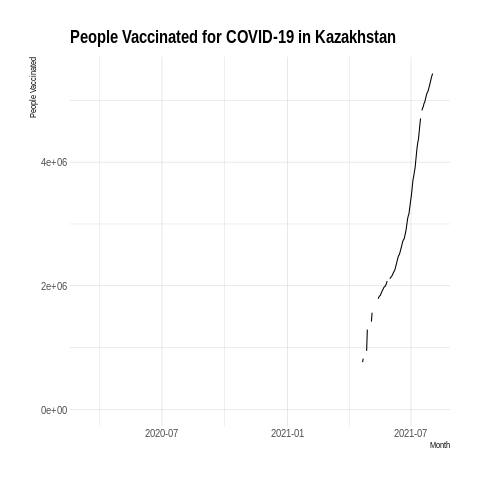 People Vaccinated for COVID-19 in Kazakhstan
People Vaccinated
4e+06
2e+06
0e+00
2020-07
2021-01
2021-07
Month